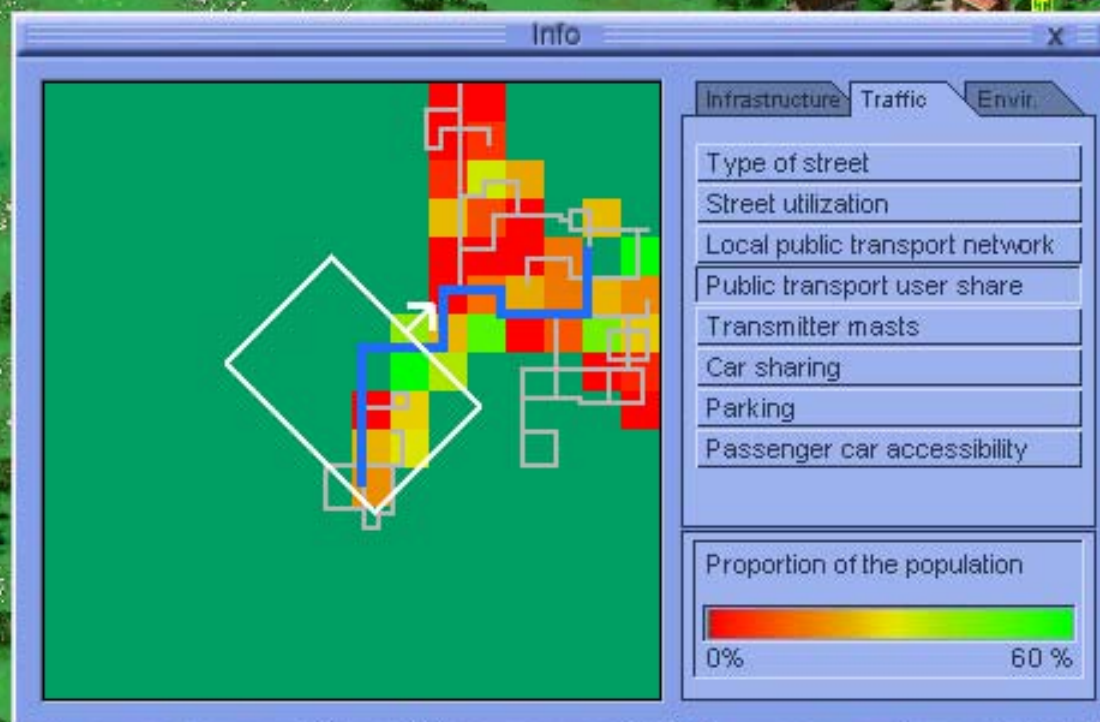 Info
x
Infrastructure Traffic Envir.
Type of street
Street utilization
Local public transport network
Public transport user share
Transmitter masts
Car sharing
Parking
Passenger car accessibility
Proportion of the population
0% 60 %